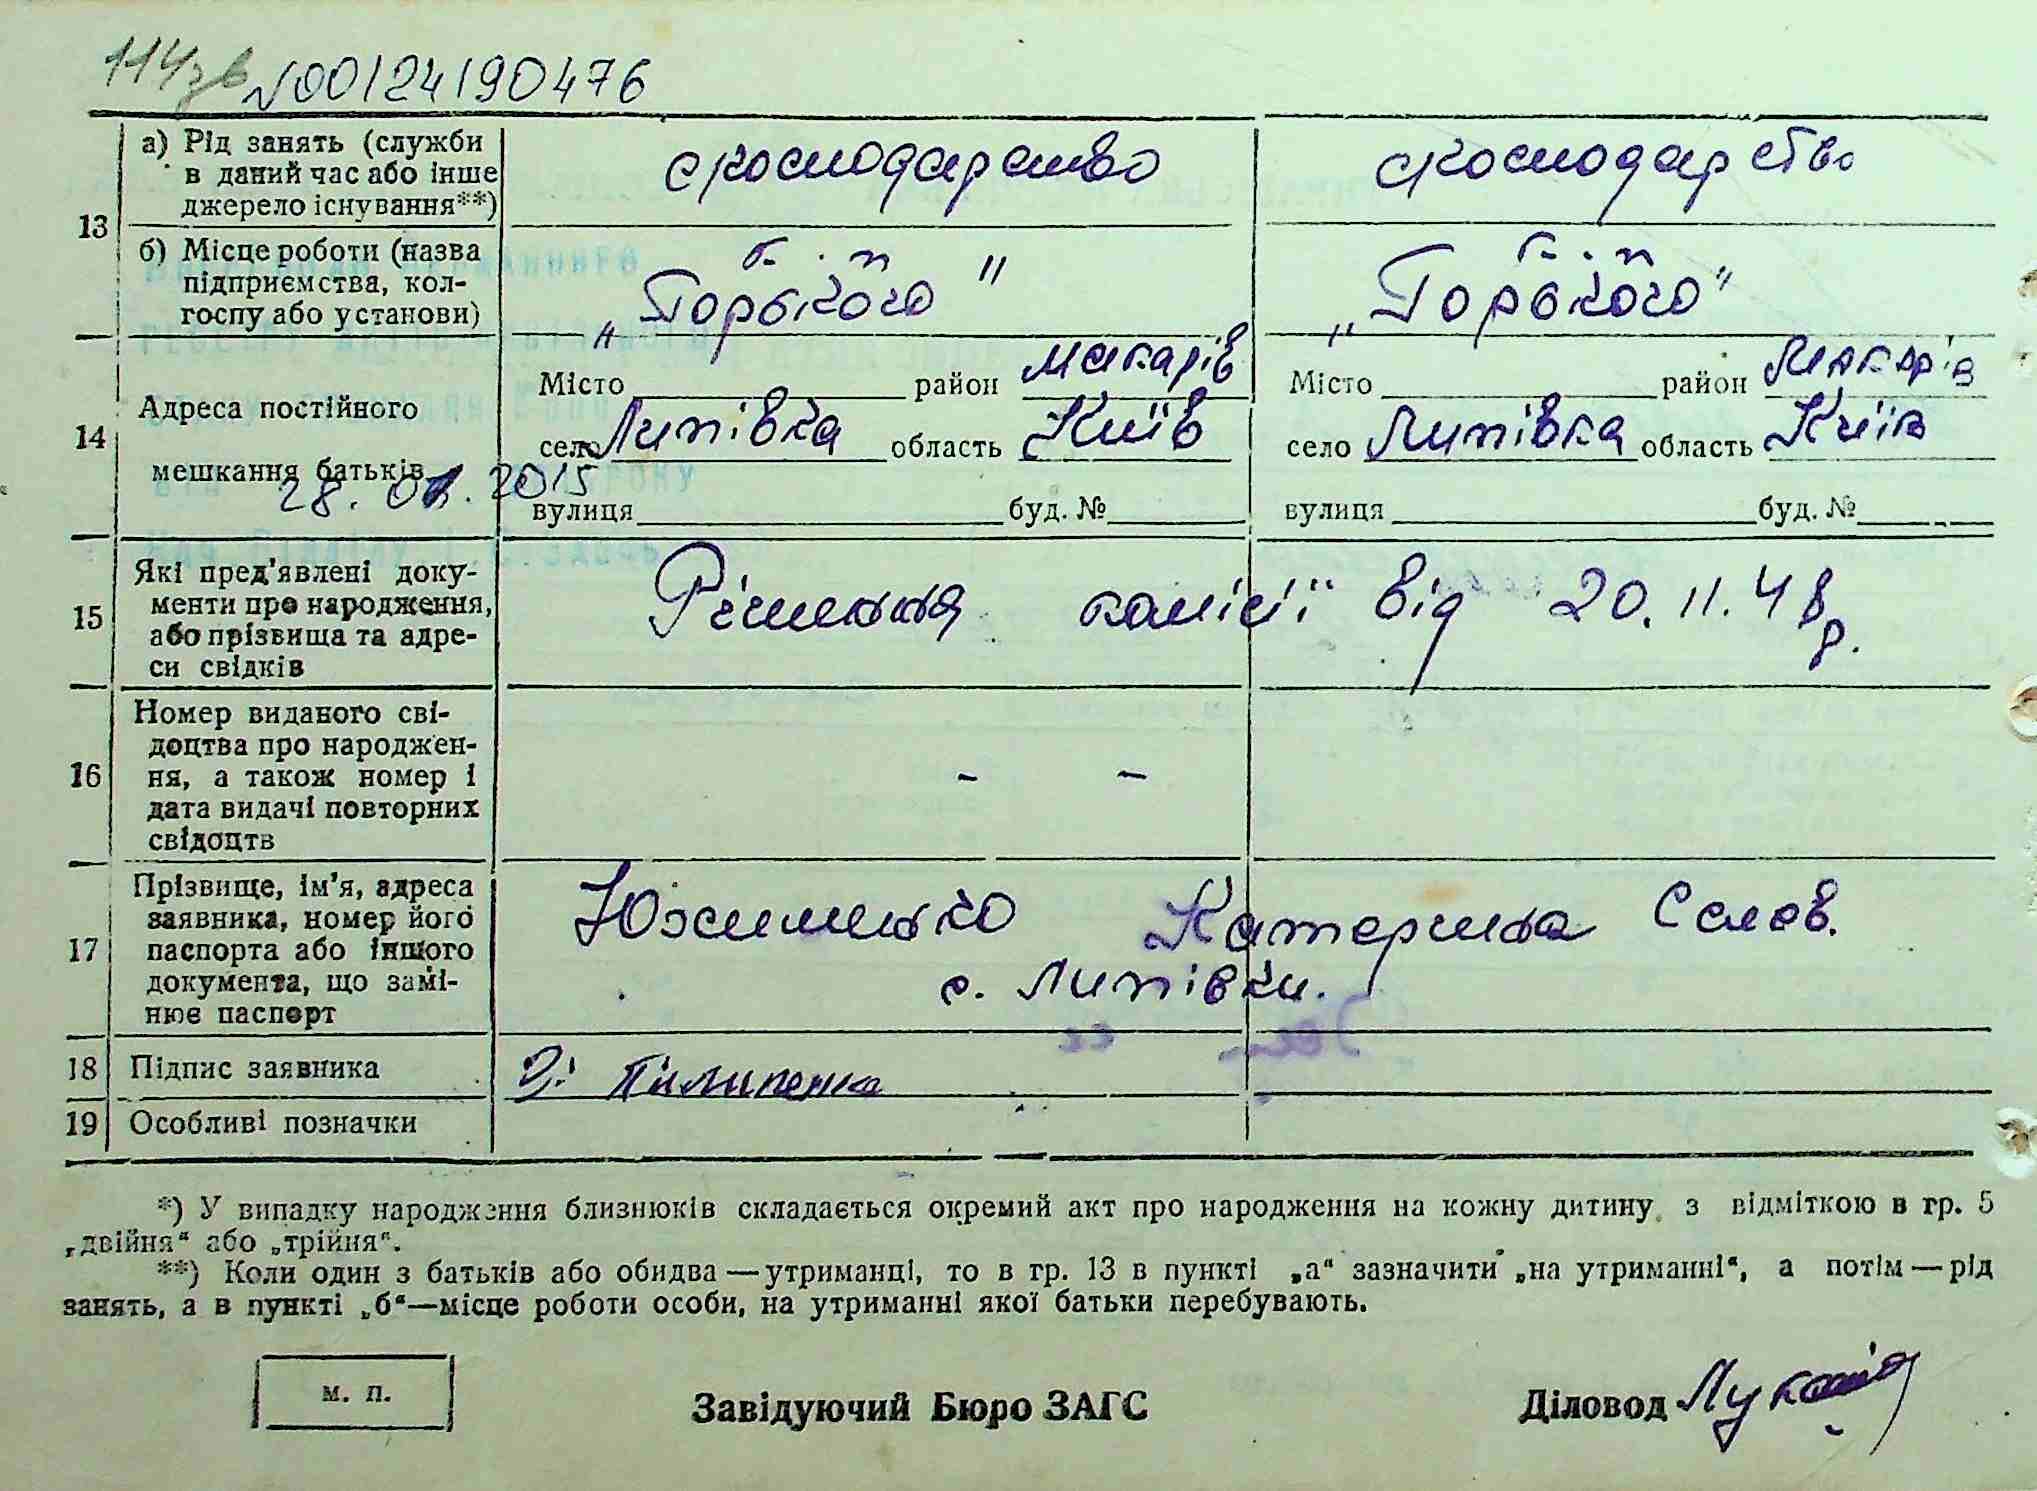 114зв №00124190476
13
а) Рід занять (служби в даний час або інше джерело існування**)
с господарство
с господарство
б) Місце роботи (назва підприємства, колгоспу або установи)
„Горького"
„Горького"
14
Адреса постійного мешкання батьків
28. 01. 2015
Місто район Макарів
село Липівка область Київ
вулиця буд. №
Місто район Макарів
село Липівка область Київ
вулиця буд. №
15
Які пред'явлені документи про народження, або прізвища та адреси свідків
Рішення комісії від 20. 11. 48 р.
16
Номер виданого свідоцтва про народження, а також номер і дата видачі повторних свідоцтв
- -
17
Прізвище, ім'я, адреса заявника, номер його паспорта або іншого документа, що замінює паспорт
Юхименко Катерина
с. Липівки.
18
Підпис заявника
Пилипенко
19
Особливі позначки
*) У випадку народження близнюків складається окремий акт про народження на кожну дитину з відміткою в гр. 5
„двійня“ або „трійня“.
**) Коли один з батьків або обидва—утриманці, то в гр. 13 в пункті „а“ зазначити „на утриманні“, а потім—рід
занять, а в пункті „б“—місце роботи особи, на утриманні якої батьки перебувають.
м. п.
Завідуючий Бюро ЗАГС
Діловод